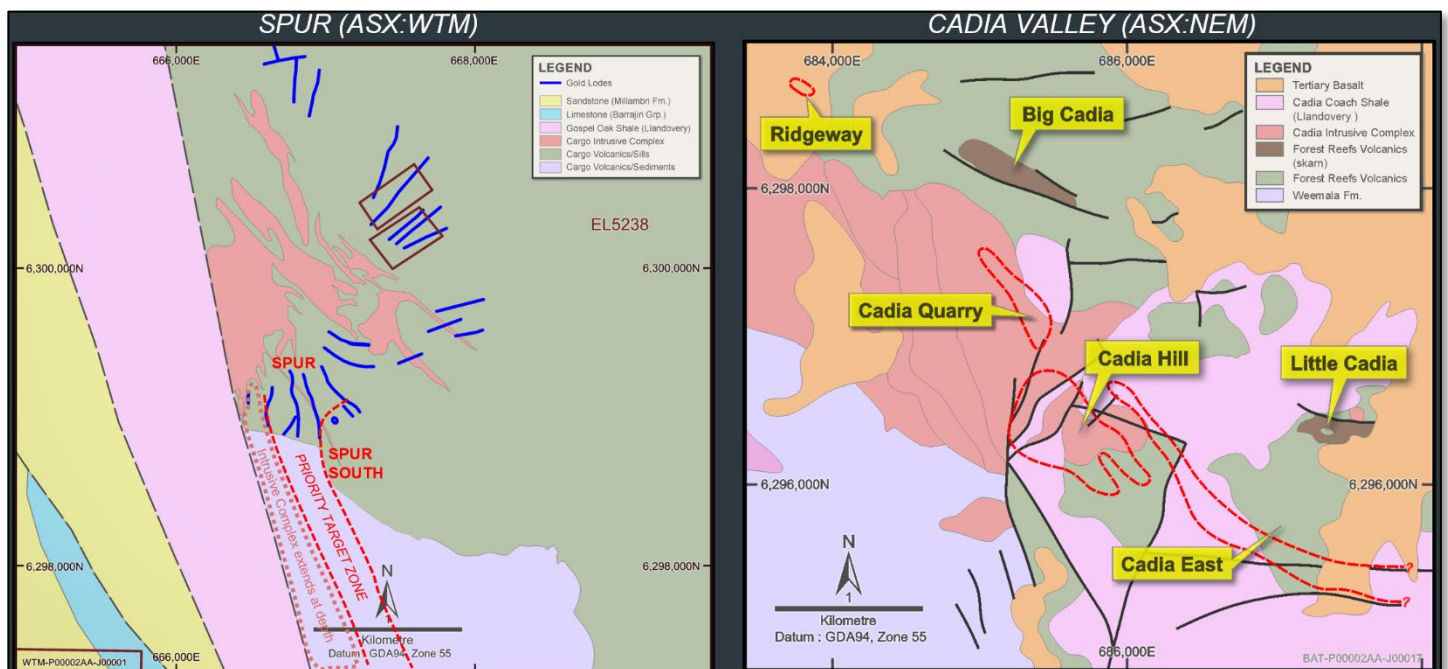 SPUR (ASX:WTM)
666,000E
668,000E
LEGEND
Gold Lodes
Sandstone (Millambri Fm.)
Limestone (Barrajin Grp.)
Gospel Oak Shale (Llandovery)
Cargo Intrusive Complex
Cargo Volcanics/Sills
Cargo Volcanics/Sediments
EL5238
6,300,000N
6,300,000N
SPUR
SPUR
SOUTH
PRIORITY TARGET ZONE
Intrusive Complex extends at depth
6,298,000N
6,298,000N
N
1
Kilometre
Datum : GDA94, Zone 55
WTM-P00002AA-J00001
666,000E
CADIA VALLEY (ASX:NEM)
684,000E
686,000E
LEGEND
Tertiary Basalt
Cadia Coach Shale
(Llandovery )
Cadia Intrusive Complex
Forest Reefs Volcanics
(skarn)
Forest Reefs Volcanics
Weemala Fm.
Ridgeway
Big Cadia
6,298,000N
Cadia Quarry
Cadia Hill
Little Cadia
6,296,000N
6,296,000N
Cadia East
?
?
N
1
Kilometre
Datum : GDA94, Zone 55
686,000E
BAT-P00002AA-J00017